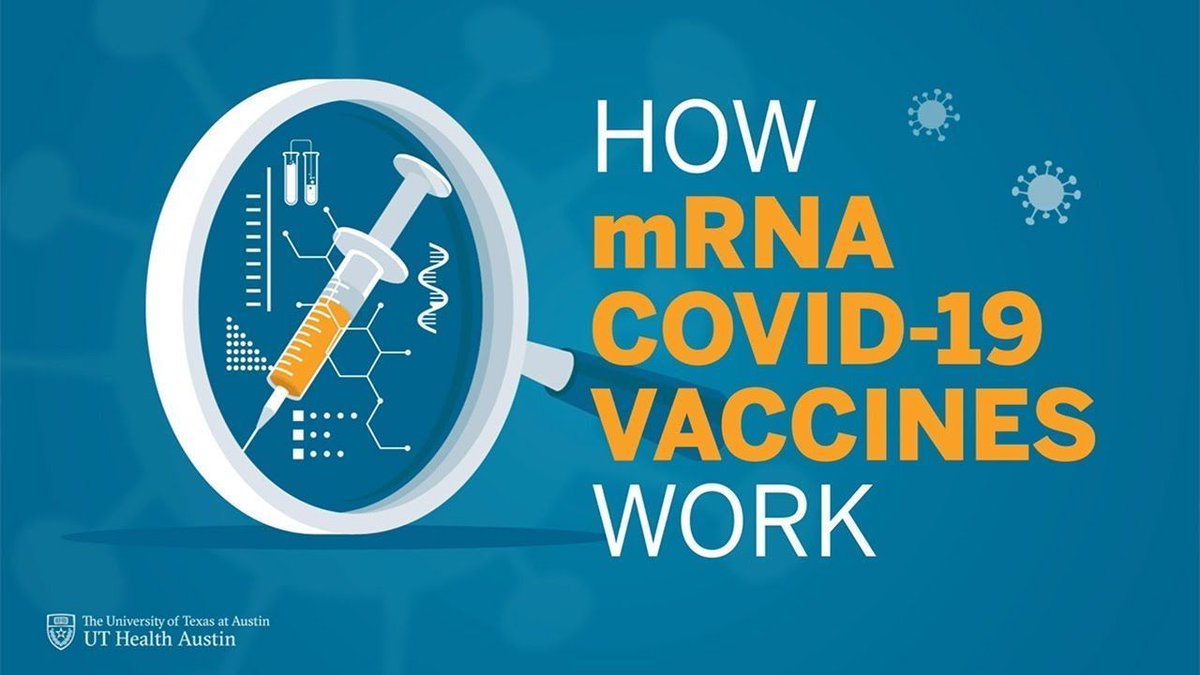 HOW
mRNA
COVID-19
VACCINES
WORK
The University of Texas at Austin
UT Health Austin